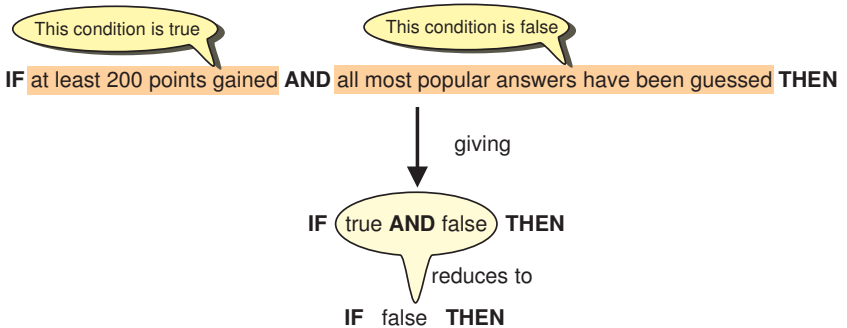 This condition is true
This condition is false
IF at least 200 points gained AND all most popular answers have been guessed THEN
giving
IF true AND false THEN
reduces to
IF false THEN